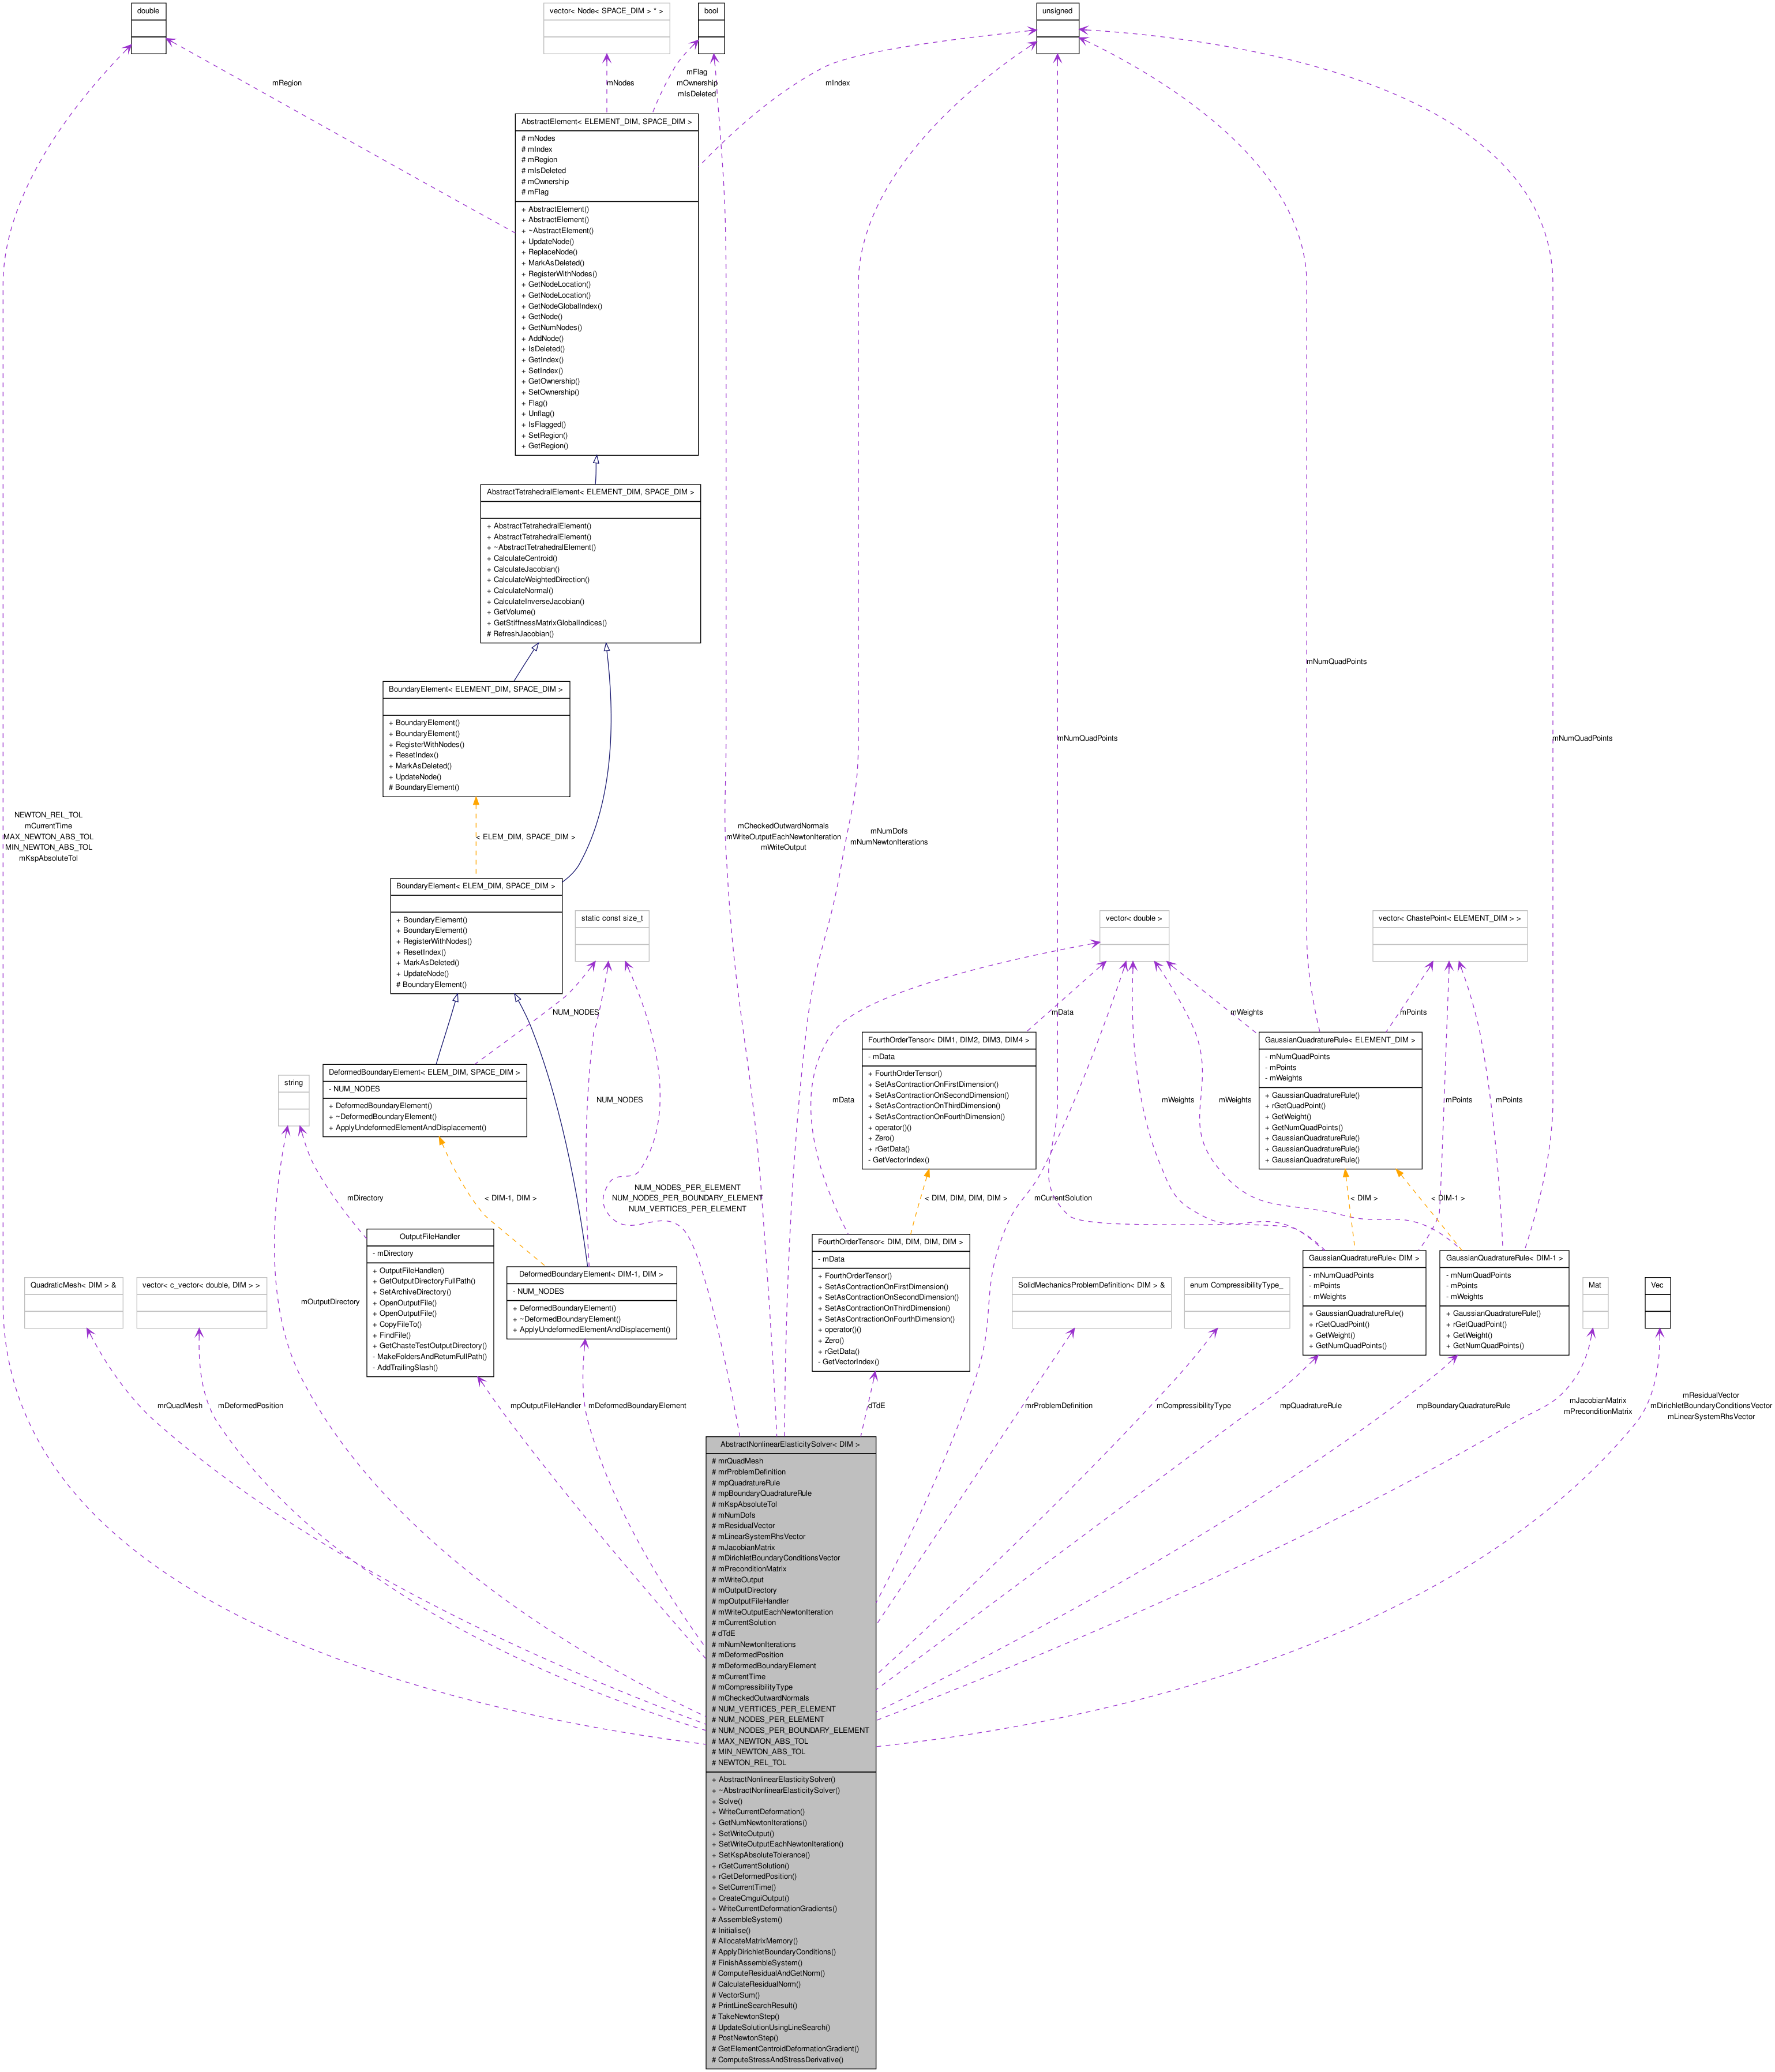 double
vector< Node< SPACE_DIM > * >
bool
unsigned
mRegion
mNodes
mFlag
mOwnership
mIsDeleted
mIndex
AbstractElement< ELEMENT_DIM, SPACE_DIM >
# mNodes
# mIndex
# mRegion
# mIsDeleted
# mOwnership
# mFlag
+ AbstractElement()
+ AbstractElement()
+ ~AbstractElement()
+ UpdateNode()
+ ReplaceNode()
+ MarkAsDeleted()
+ RegisterWithNodes()
+ GetNodeLocation()
+ GetNodeLocation()
+ GetNodeGlobalIndex()
+ GetNode()
+ GetNumNodes()
+ AddNode()
+ IsDeleted()
+ GetIndex()
+ SetIndex()
+ GetOwnership()
+ SetOwnership()
+ Flag()
+ Unflag()
+ IsFlagged()
+ SetRegion()
+ GetRegion()
AbstractTetrahedralElement< ELEMENT_DIM, SPACE_DIM >
+ AbstractTetrahedralElement()
+ AbstractTetrahedralElement()
+ ~AbstractTetrahedralElement()
+ CalculateCentroid()
+ CalculateJacobian()
+ CalculateWeightedDirection()
+ CalculateNormal()
+ CalculateInverseJacobian()
+ GetVolume()
+ GetStiffnessMatrixGlobalIndices()
# RefreshJacobian()
BoundaryElement< ELEMENT_DIM, SPACE_DIM >
+ BoundaryElement()
+ BoundaryElement()
+ RegisterWithNodes()
+ ResetIndex()
+ MarkAsDeleted()
+ UpdateNode()
# BoundaryElement()
mNumQuadPoints
mNumQuadPoints
mNumQuadPoints
NEWTON_REL_TOL
mCurrentTime
MAX_NEWTON_ABS_TOL
MIN_NEWTON_ABS_TOL
mKspAbsoluteTol
< ELEM_DIM, SPACE_DIM >
mCheckedOutwardNormals
mWriteOutputEachNewtonIteration
mWriteOutput
mNumDofs
mNumNewtonIterations
BoundaryElement< ELEM_DIM, SPACE_DIM >
+ BoundaryElement()
+ BoundaryElement()
+ RegisterWithNodes()
+ ResetIndex()
+ MarkAsDeleted()
+ UpdateNode()
# BoundaryElement()
static const size_t
vector< double >
vector< ChastePoint< ELEMENT_DIM > >
NUM_NODES
mData
mWeights
mPoints
string
DeformedBoundaryElement< ELEM_DIM, SPACE_DIM >
- NUM_NODES
+ DeformedBoundaryElement()
+ ~DeformedBoundaryElement()
+ ApplyUndeformedElementAndDisplacement()
NUM_NODES
mData
FourthOrderTensor< DIM1, DIM2, DIM3, DIM4 >
- mData
+ FourthOrderTensor()
+ SetAsContractionOnFirstDimension()
+ SetAsContractionOnSecondDimension()
+ SetAsContractionOnThirdDimension()
+ SetAsContractionOnFourthDimension()
+ operator()()
+ Zero()
+ rGetData()
- GetVectorIndex()
mWeights
mWeights
GaussianQuadratureRule< ELEMENT_DIM >
- mNumQuadPoints
- mPoints
- mWeights
+ GaussianQuadratureRule()
+ rGetQuadPoint()
+ GetWeight()
+ GetNumQuadPoints()
+ GaussianQuadratureRule()
+ GaussianQuadratureRule()
+ GaussianQuadratureRule()
mPoints
mPoints
mDirectory
< DIM-1, DIM >
NUM_NODES_PER_ELEMENT
NUM_NODES_PER_BOUNDARY_ELEMENT
NUM_VERTICES_PER_ELEMENT
< DIM, DIM, DIM, DIM >
mCurrentSolution
< DIM >
< DIM-1 >
QuadraticMesh< DIM > &
vector< c_vector< double, DIM > >
mOutputDirectory
OutputFileHandler
- mDirectory
+ OutputFileHandler()
+ GetOutputDirectoryFullPath()
+ SetArchiveDirectory()
+ OpenOutputFile()
+ OpenOutputFile()
+ CopyFileTo()
+ FindFile()
+ GetChasteTestOutputDirectory()
- MakeFoldersAndReturnFullPath()
- AddTrailingSlash()
DeformedBoundaryElement< DIM-1, DIM >
- NUM_NODES
+ DeformedBoundaryElement()
+ ~DeformedBoundaryElement()
+ ApplyUndeformedElementAndDisplacement()
FourthOrderTensor< DIM, DIM, DIM, DIM >
- mData
+ FourthOrderTensor()
+ SetAsContractionOnFirstDimension()
+ SetAsContractionOnSecondDimension()
+ SetAsContractionOnThirdDimension()
+ SetAsContractionOnFourthDimension()
+ operator()()
+ Zero()
+ rGetData()
- GetVectorIndex()
SolidMechanicsProblemDefinition< DIM > &
enum CompressibilityType_
GaussianQuadratureRule< DIM >
- mNumQuadPoints
- mPoints
- mWeights
+ GaussianQuadratureRule()
+ rGetQuadPoint()
+ GetWeight()
+ GetNumQuadPoints()
GaussianQuadratureRule< DIM-1 >
- mNumQuadPoints
- mPoints
- mWeights
+ GaussianQuadratureRule()
+ rGetQuadPoint()
+ GetWeight()
+ GetNumQuadPoints()
Mat
Vec
mrQuadMesh
mDeformedPosition
mpOutputFileHandler
mDeformedBoundaryElement
dTdE
mrProblemDefinition
mCompressibilityType
mpQuadratureRule
mpBoundaryQuadratureRule
mJacobianMatrix
mPreconditionMatrix
mResidualVector
mDirichletBoundaryConditionsVector
mLinearSystemRhsVector
AbstractNonlinearElasticitySolver< DIM >
# mrQuadMesh
# mrProblemDefinition
# mpQuadratureRule
# mpBoundaryQuadratureRule
# mKspAbsoluteTol
# mNumDofs
# mResidualVector
# mLinearSystemRhsVector
# mJacobianMatrix
# mDirichletBoundaryConditionsVector
# mPreconditionMatrix
# mWriteOutput
# mOutputDirectory
# mpOutputFileHandler
# mWriteOutputEachNewtonIteration
# mCurrentSolution
# dTdE
# mNumNewtonIterations
# mDeformedPosition
# mDeformedBoundaryElement
# mCurrentTime
# mCompressibilityType
# mCheckedOutwardNormals
# NUM_VERTICES_PER_ELEMENT
# NUM_NODES_PER_ELEMENT
# NUM_NODES_PER_BOUNDARY_ELEMENT
# MAX_NEWTON_ABS_TOL
# MIN_NEWTON_ABS_TOL
# NEWTON_REL_TOL
+ AbstractNonlinearElasticitySolver()
+ ~AbstractNonlinearElasticitySolver()
+ Solve()
+ WriteCurrentDeformation()
+ GetNumNewtonIterations()
+ SetWriteOutput()
+ SetWriteOutputEachNewtonIteration()
+ SetKspAbsoluteTolerance()
+ rGetCurrentSolution()
+ rGetDeformedPosition()
+ SetCurrentTime()
+ CreateCmguiOutput()
+ WriteCurrentDeformationGradients()
# AssembleSystem()
# Initialise()
# AllocateMatrixMemory()
# ApplyDirichletBoundaryConditions()
# FinishAssembleSystem()
# ComputeResidualAndGetNorm()
# CalculateResidualNorm()
# VectorSum()
# PrintLineSearchResult()
# TakeNewtonStep()
# UpdateSolutionUsingLineSearch()
# PostNewtonStep()
# GetElementCentroidDeformationGradient()
# ComputeStressAndStressDerivative()